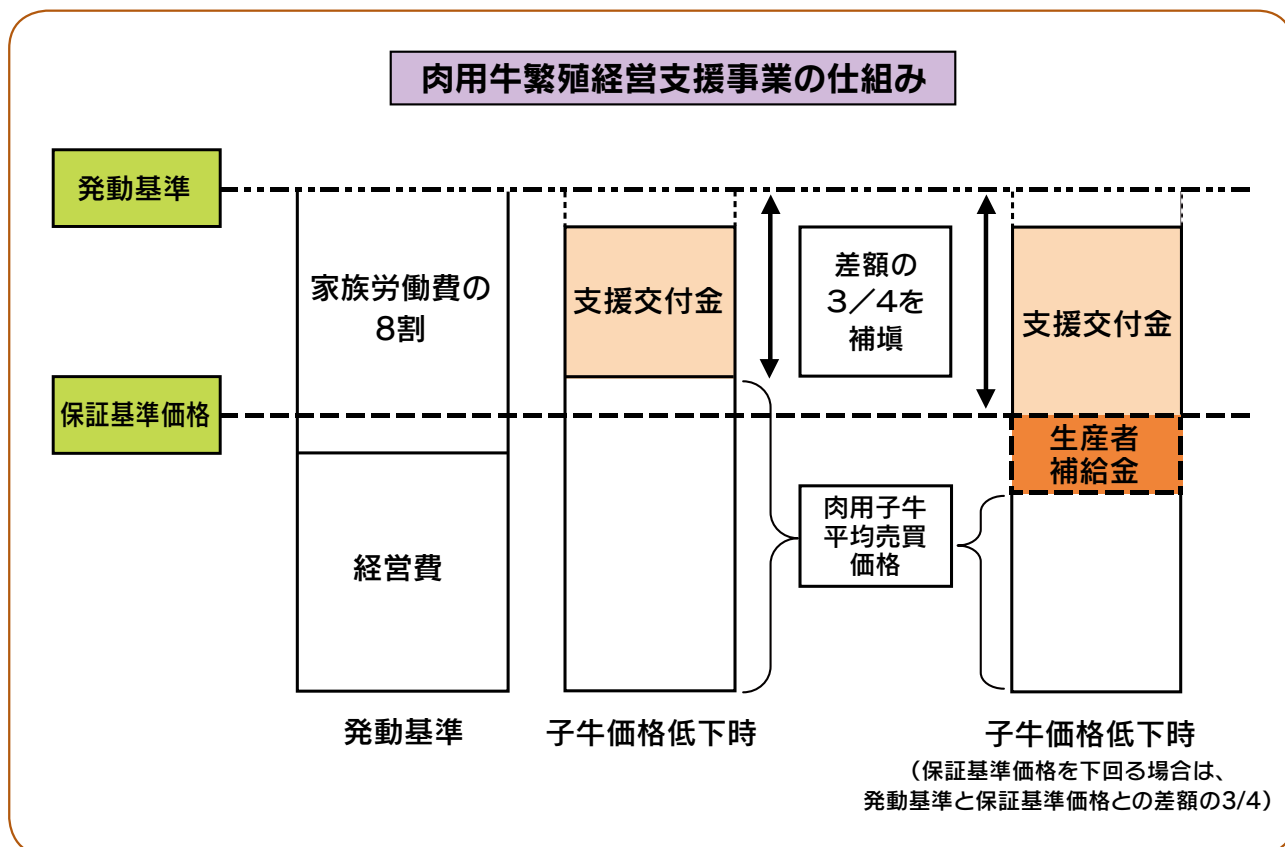 肉用牛繁殖経営支援事業の仕組み
発動基準
家族労働費の
8割
支援交付金
差額の
3／4を
補塡
支援交付金
保証基準価格
生産者
補給金
経営費
肉用子牛
平均売買
価格
発動基準
子牛価格低下時
子牛価格低下時
（保証基準価格を下回る場合は、
発動基準と保証基準価格との差額の3/4）